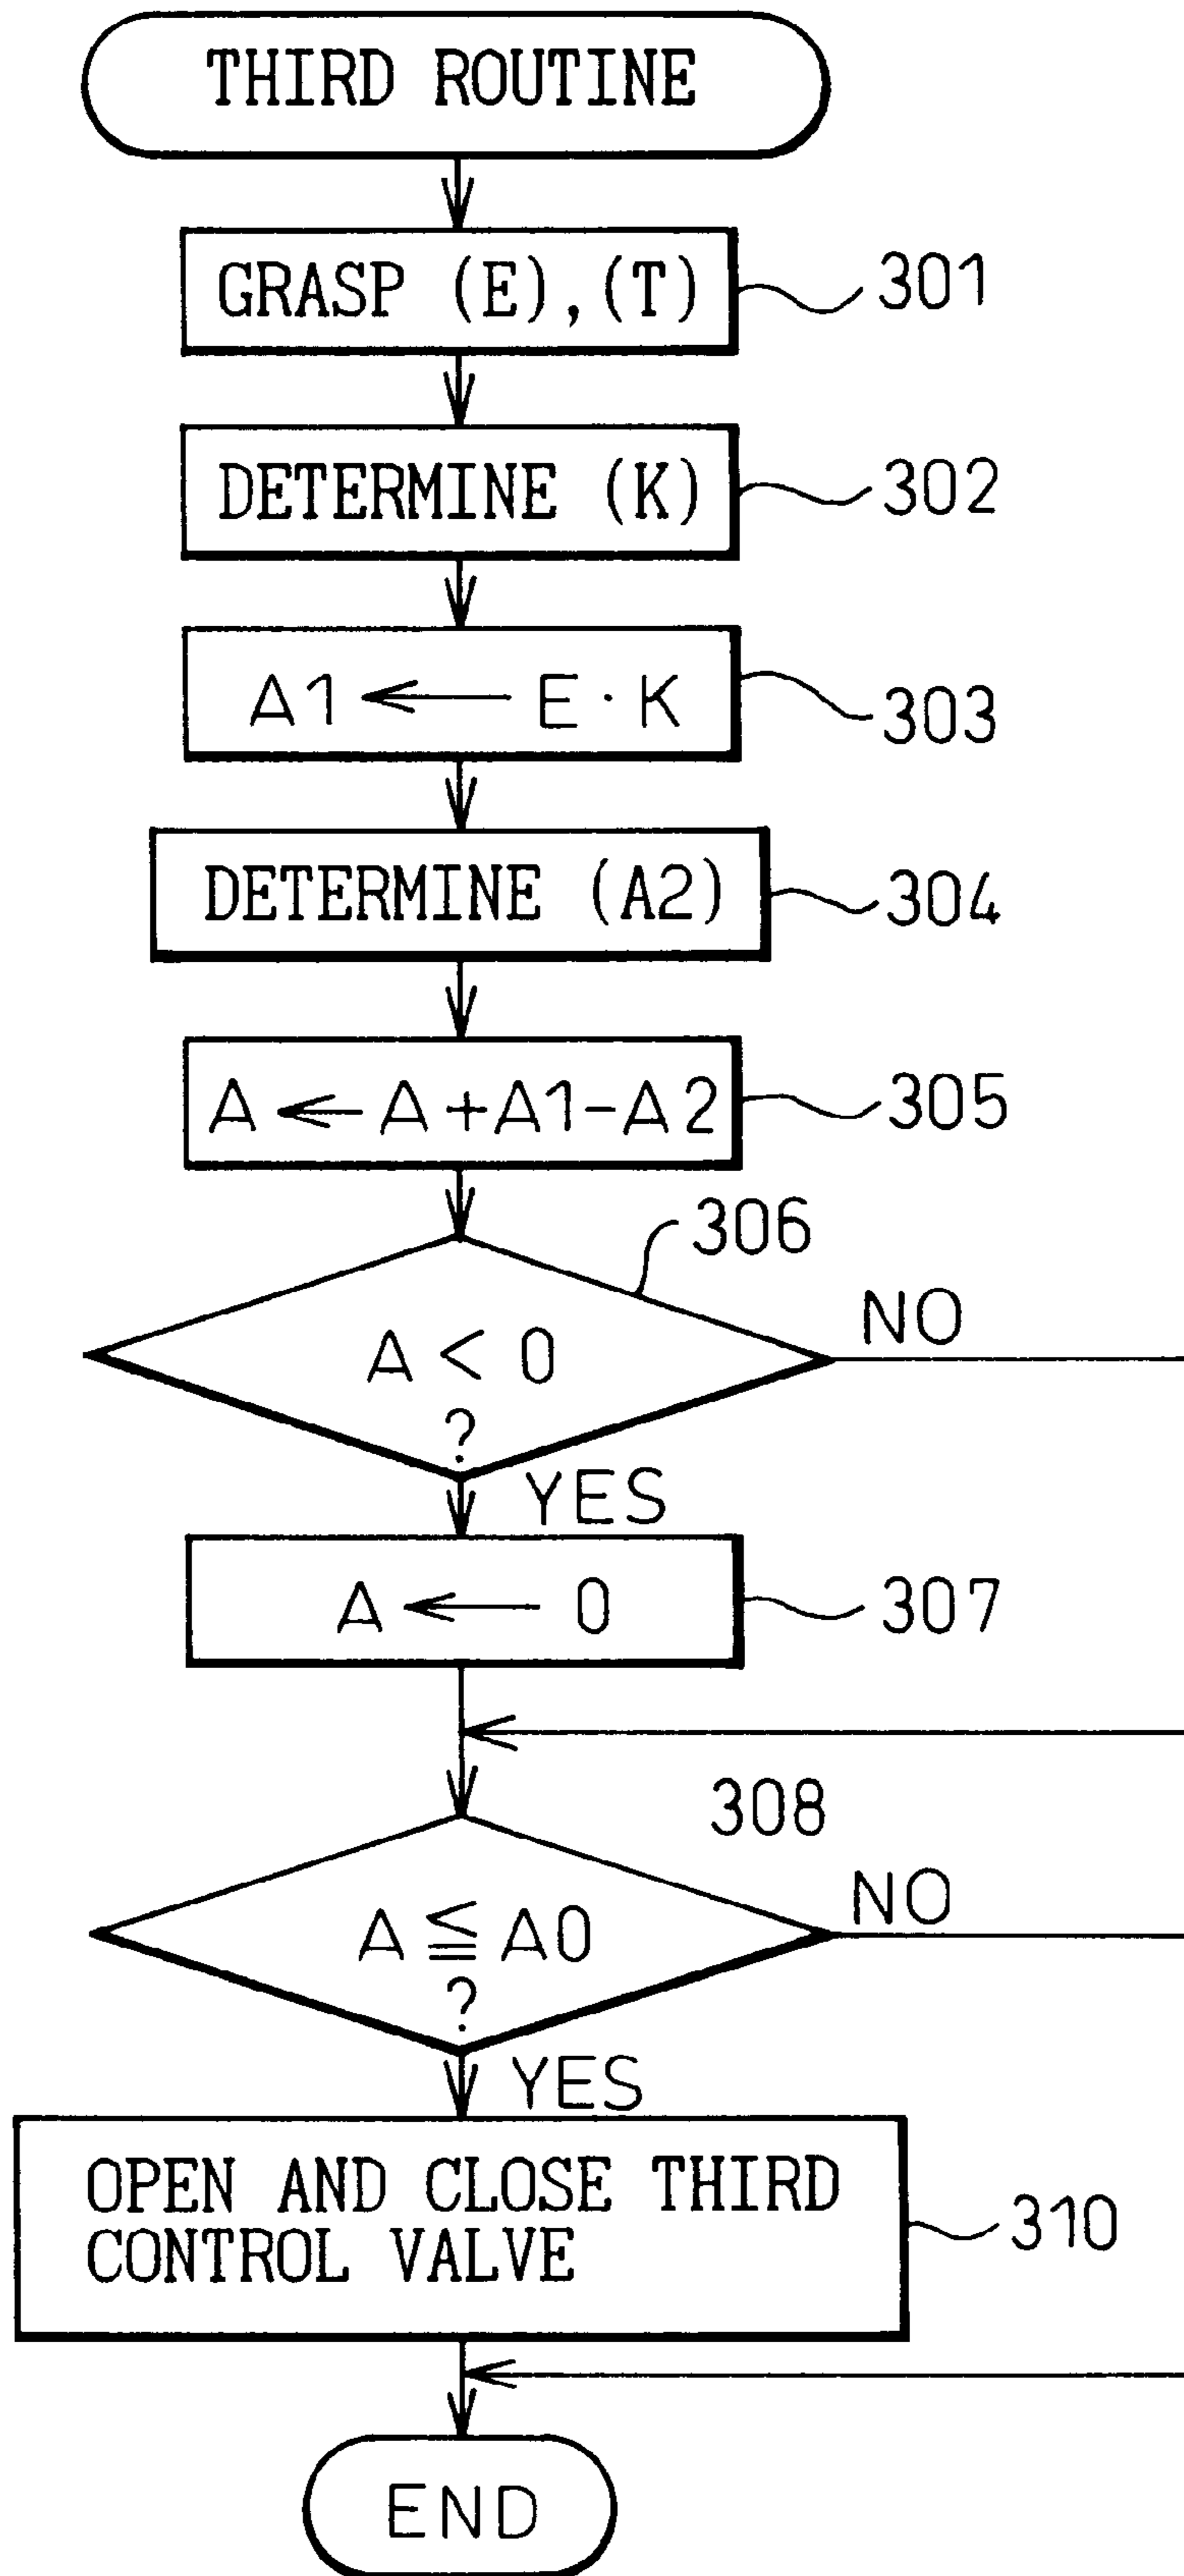 THIRD ROUTINE
GRASP (E),(T)
301
DETERMINE (K)
302
A1 ← E·K
303
DETERMINE (A2)
304
A ← A+A1-A2
305
306
A < 0
?
NO
YES
A ← 0
307
308
A ≦ A0
?
NO
YES
OPEN AND CLOSE THIRD
CONTROL VALVE
310
END